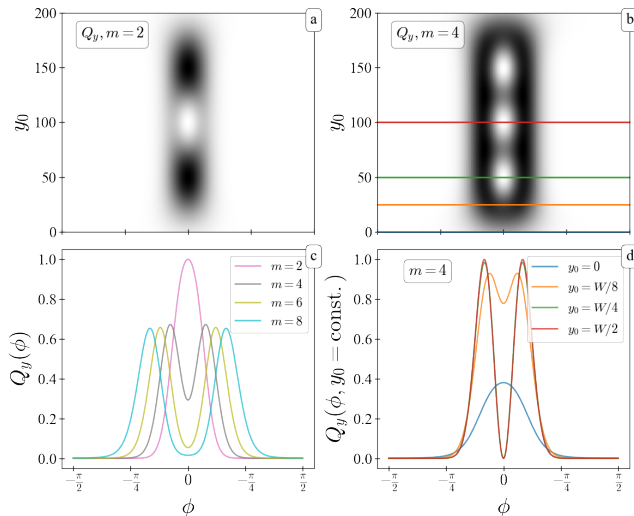 a
Q_y, m = 2
y_0
0
50
100
150
b
Q_y, m = 4
y_0
0
50
100
150
c
m = 2
m = 4
m = 6
m = 8
Q_y(ϕ)
0.0
0.2
0.4
0.6
0.8
1.0
−π/2
−π/4
0
−π/4
π/2
ϕ
d
m = 4
y_0 = 0
y_0 = W/8
y_0 = W/4
y_0 = W/2
Q_y(ϕ, y_0 = const. )
0.0
0.2
0.4
0.6
0.8
1.0
−π/2
−π/4
0
−π/4
π/2
ϕ